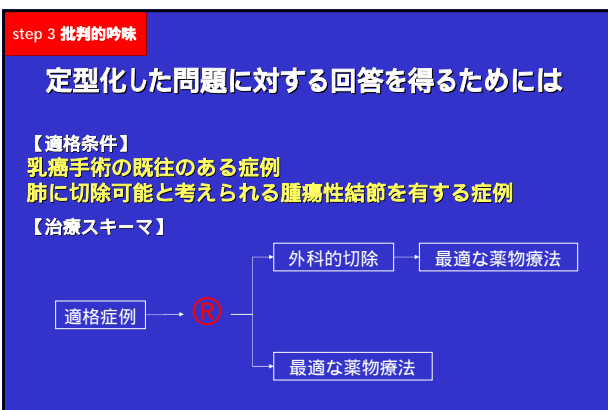 step 3 批判的吟味
定型化した問題に対する回答を得るためには
【適格条件】
乳癌手術の既往のある症例
肺に切除可能と考えられる腫瘍性結節を有する症例
【治療スキーマ】
外科的切除
最適な薬物療法
適格症例
Ⓡ
最適な薬物療法